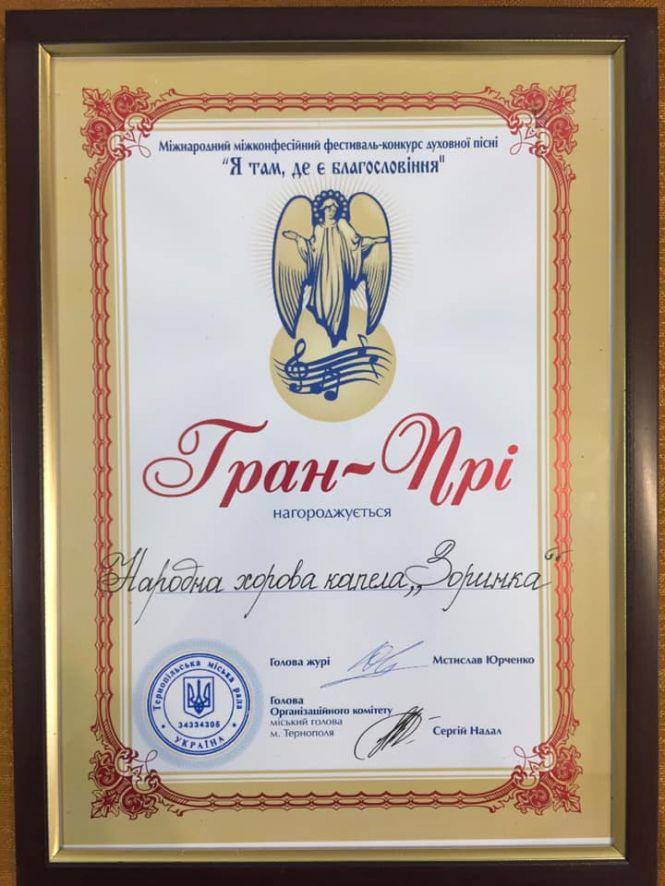 Міжнародний міжконфесійний фестиваль-конкурс духовної пісні
"Я там, де є благословіння"
Гран~Прі
нагороджується
Народна хорова капела „Зоринка“
Голова журі Мстислав Юрченко
Голова
Організаційного комітету
міський голова
м. Тернополя Сергій Надал
Тернопільська міська рада
34334305
* УКРАЇНА *